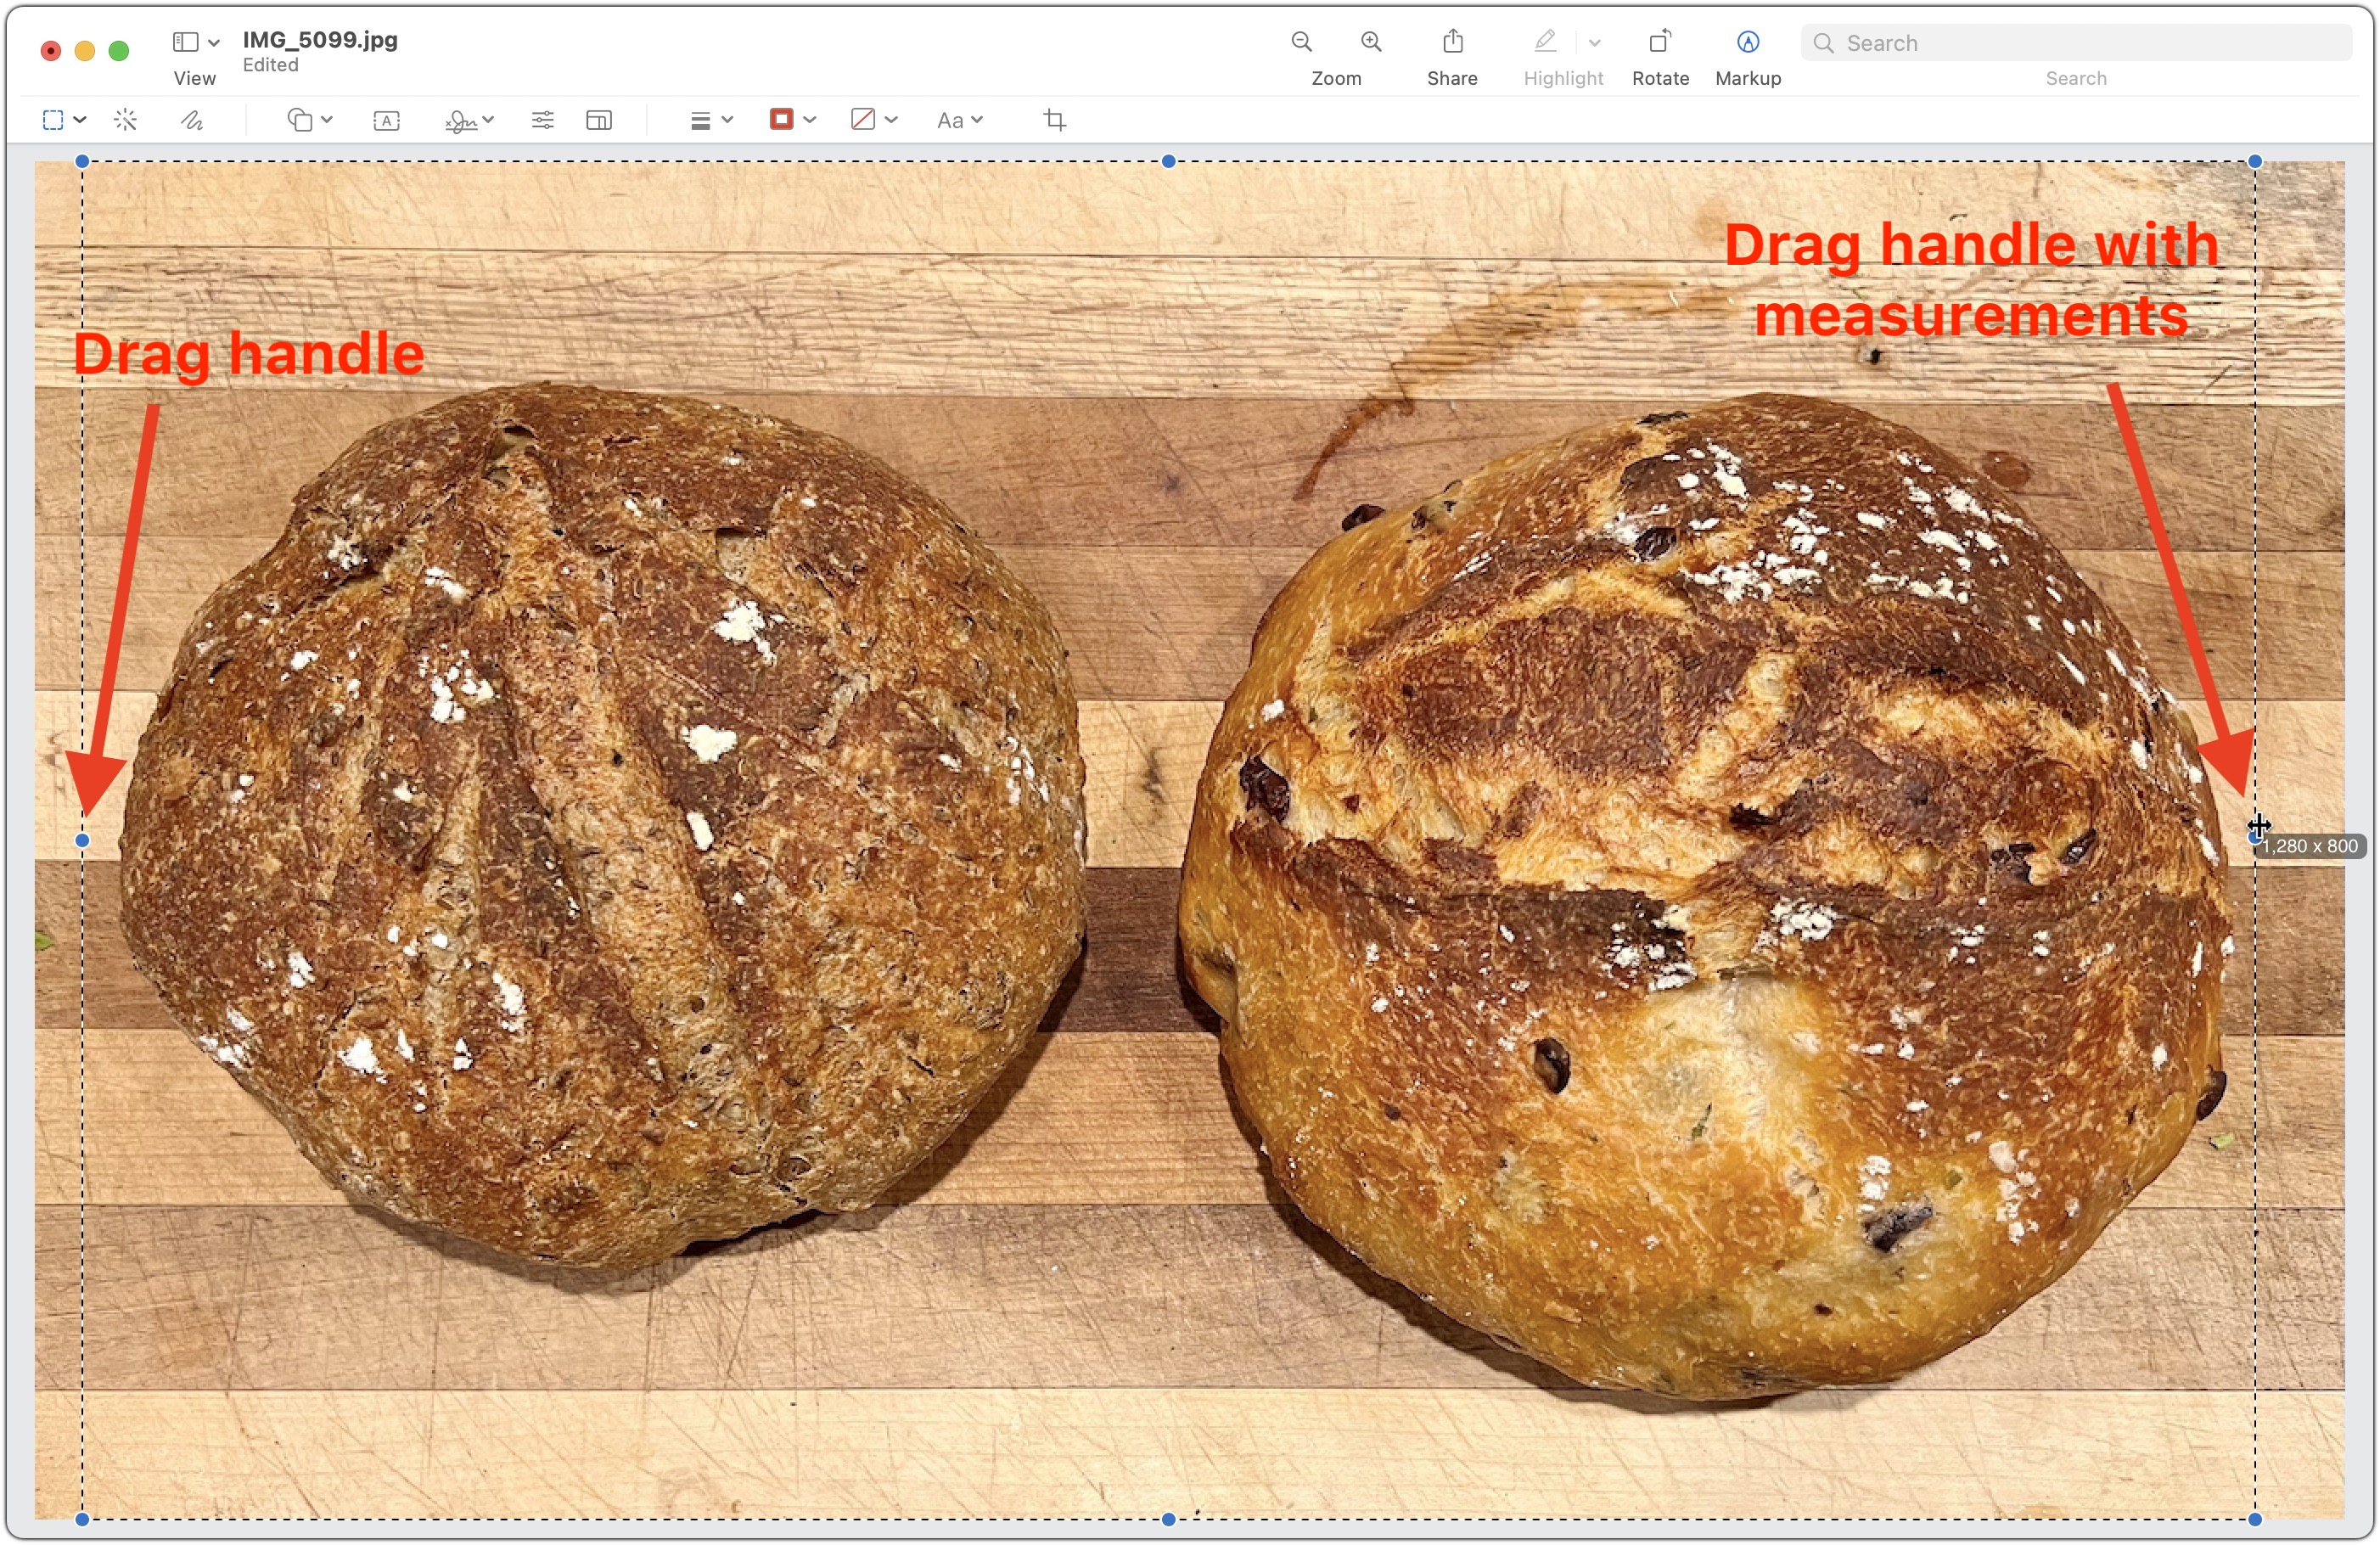 IMG_5099.jpg
Edited
View
Zoom
Share
Highlight
Rotate
Markup
Search
Search
A
Aa
Drag handle with
measurements
Drag handle
1,280 x 800